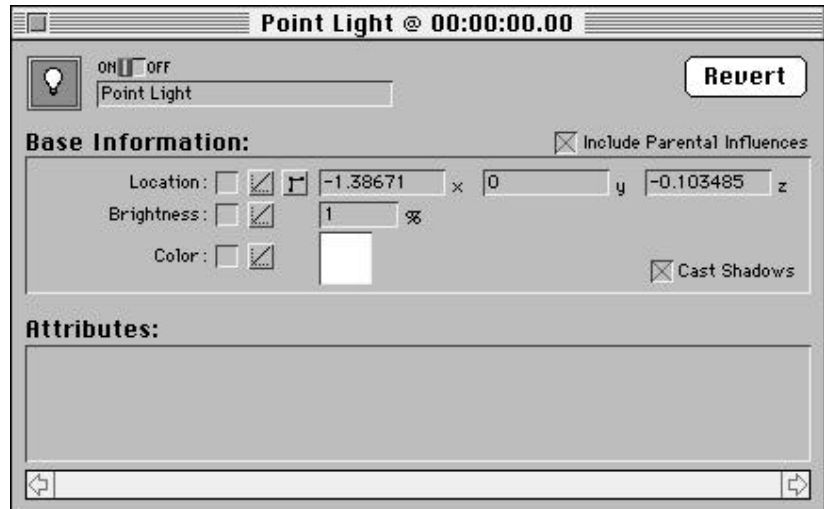 Point Light @ 00:00:00.00
ON OFF
Point Light
Revert
Base Information:
Include Parental Influences
Location: -1.38671 x 0 y -0.103485 z
Brightness: 1 %
Color:
Cast Shadows
Attributes: